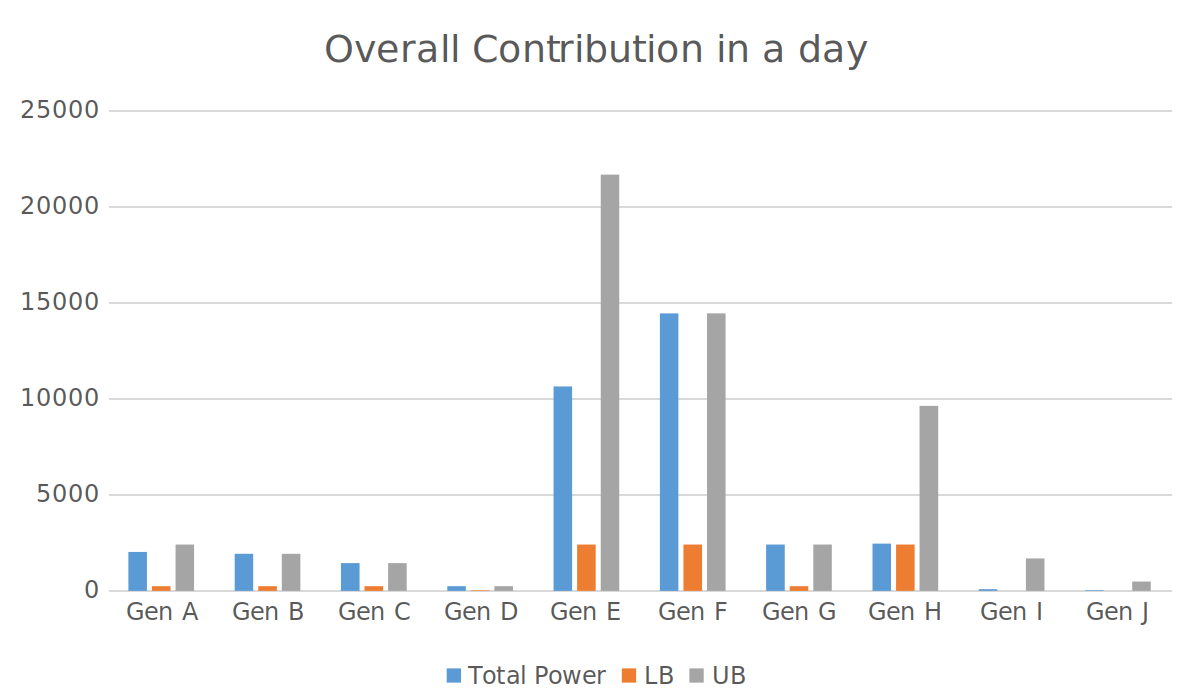 Overall Contribution in a day
25000
20000
15000
10000
5000
0
Gen A Gen B Gen C Gen D Gen E Gen F Gen G Gen H Gen I Gen J
Total Power LB UB